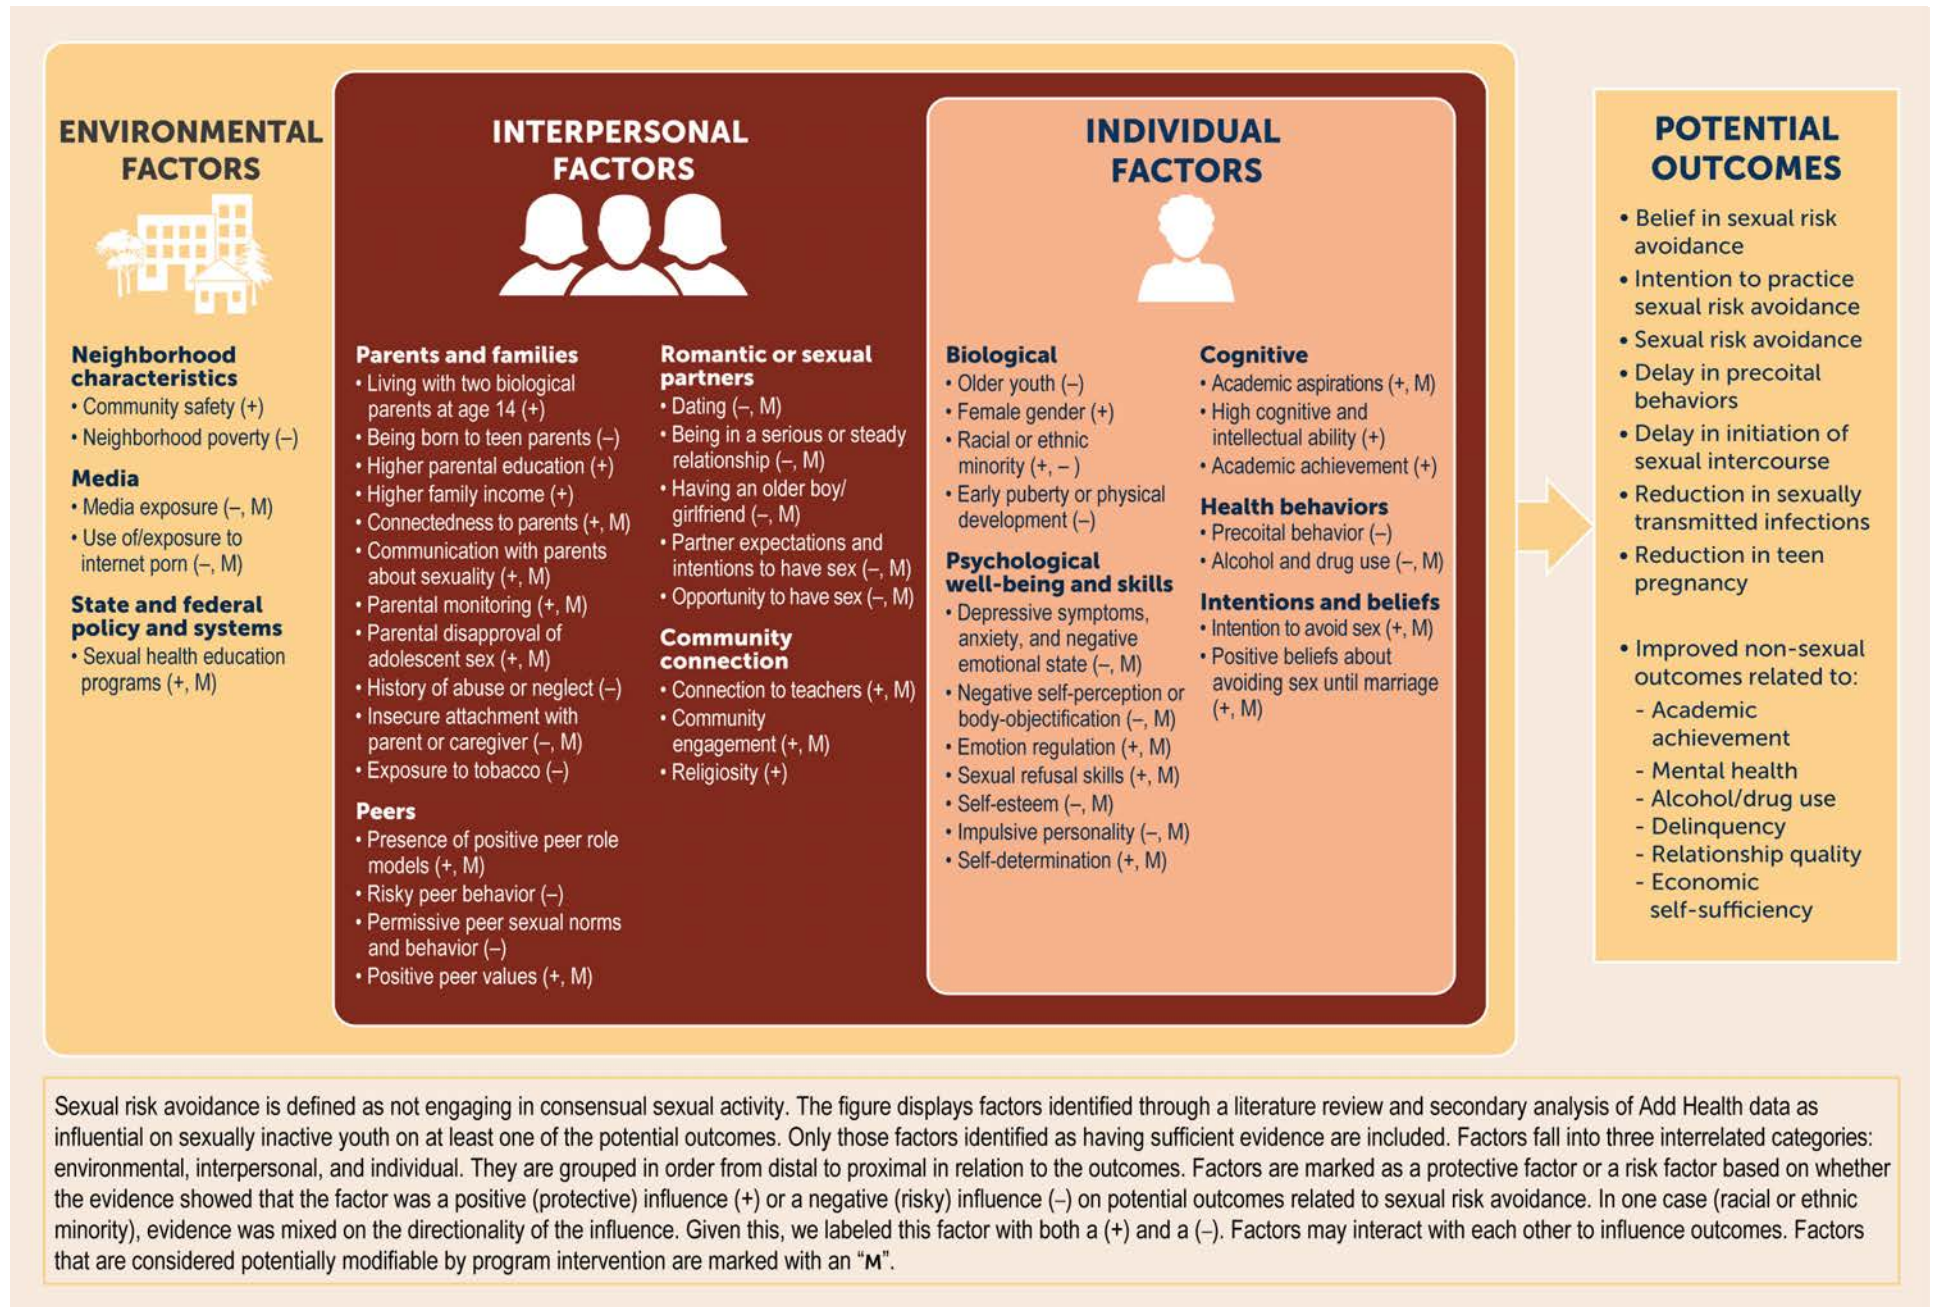 ENVIRONMENTAL
FACTORS
Neighborhood
characteristics
• Community safety (+)
• Neighborhood poverty (–)
Media
• Media exposure (–, M)
• Use of/exposure to
internet porn (–, M)
State and federal
policy and systems
• Sexual health education
programs (+, M)
INTERPERSONAL
FACTORS
Parents and families
• Living with two biological
parents at age 14 (+)
• Being born to teen parents (–)
• Higher parental education (+)
• Higher family income (+)
• Connectedness to parents (+, M)
• Communication with parents
about sexuality (+, M)
• Parental monitoring (+, M)
• Parental disapproval of
adolescent sex (+, M)
• History of abuse or neglect (–)
• Insecure attachment with
parent or caregiver (–, M)
• Exposure to tobacco (–)
Peers
• Presence of positive peer role
models (+, M)
• Risky peer behavior (–)
• Permissive peer sexual norms
and behavior (–)
• Positive peer values (+, M)
Romantic or sexual
partners
• Dating (–, M)
• Being in a serious or steady
relationship (–, M)
• Having an older boy/
girlfriend (–, M)
• Partner expectations and
intentions to have sex (–, M)
• Opportunity to have sex (–, M)
Community
connection
• Connection to teachers (+, M)
• Community
engagement (+, M)
• Religiosity (+)
INDIVIDUAL
FACTORS
Biological
• Older youth (–)
• Female gender (+)
• Racial or ethnic
minority (+, – )
• Early puberty or physical
development (–)
Psychological
well-being and skills
• Depressive symptoms,
anxiety, and negative
emotional state (–, M)
• Negative self-perception or
body-objectification (–, M)
• Emotion regulation (+, M)
• Sexual refusal skills (+, M)
• Self-esteem (–, M)
• Impulsive personality (–, M)
• Self-determination (+, M)
Cognitive
• Academic aspirations (+, M)
• High cognitive and
intellectual ability (+)
• Academic achievement (+)
Health behaviors
• Precoital behavior (–)
• Alcohol and drug use (–, M)
Intentions and beliefs
• Intention to avoid sex (+, M)
• Positive beliefs about
avoiding sex until marriage
(+, M)
POTENTIAL
OUTCOMES
• Belief in sexual risk
avoidance
• Intention to practice
sexual risk avoidance
• Sexual risk avoidance
• Delay in precoital
behaviors
• Delay in initiation of
sexual intercourse
• Reduction in sexually
transmitted infections
• Reduction in teen
pregnancy
• Improved non-sexual
outcomes related to:
- Academic
achievement
- Mental health
- Alcohol/drug use
- Delinquency
- Relationship quality
- Economic
self-sufficiency
Sexual risk avoidance is defined as not engaging in consensual sexual activity. The figure displays factors identified through a literature review and secondary analysis of Add Health data as
influential on sexually inactive youth on at least one of the potential outcomes. Only those factors identified as having sufficient evidence are included. Factors fall into three interrelated categories:
environmental, interpersonal, and individual. They are grouped in order from distal to proximal in relation to the outcomes. Factors are marked as a protective factor or a risk factor based on whether
the evidence showed that the factor was a positive (protective) influence (+) or a negative (risky) influence (–) on potential outcomes related to sexual risk avoidance. In one case (racial or ethnic
minority), evidence was mixed on the directionality of the influence. Given this, we labeled this factor with both a (+) and a (–). Factors may interact with each other to influence outcomes. Factors
that are considered potentially modifiable by program intervention are marked with an “M”.